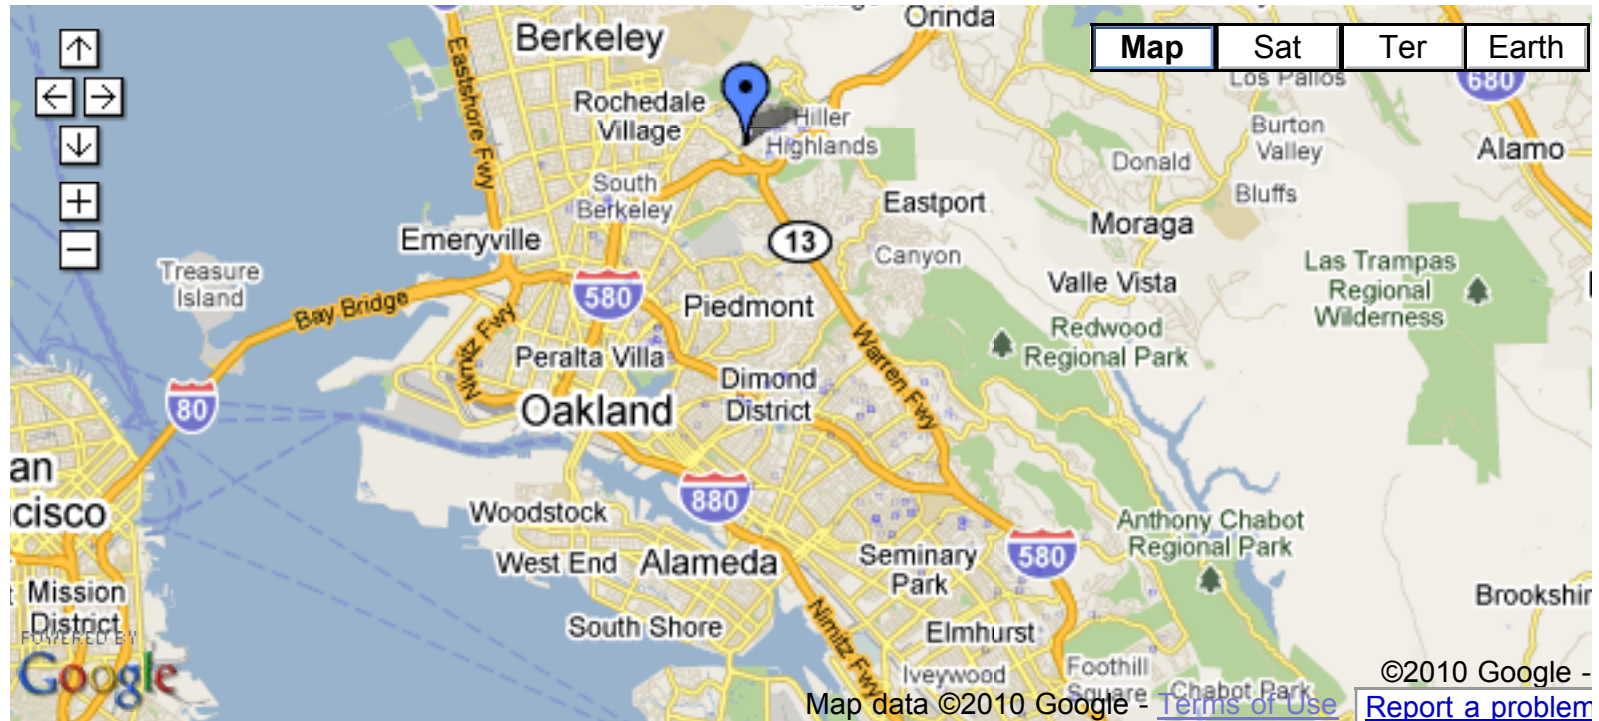 Orinda
Berkeley
Map
Sat
Ter
Earth
Eastshore Fwy
Los Pallos
680
Rochedale
Village
Hiller
Highlands
Burton
Valley
Alamo
Donald
South
Berkeley
Bluffs
Eastport
Moraga
Emeryville
13
Canyon
Treasure
Island
Las Trampas
Regional
Wilderness
Valle Vista
580
Bay Bridge
Piedmont
Nimitz Fwy
Redwood
Regional Park
Warren Fwy
Peralta Villa
Dimond
District
80
Oakland
an
cisco
880
Woodstock
Anthony Chabot
Regional Park
West End
Alameda
Seminary
Park
580
Mission
District
Brookshir
South Shore
Nimitz Fwy
Elmhurst
POWERED BY
Google
Iveywood
Foothill
Square
Chabot Park
©2010 Google -
Map data ©2010 Google - Terms of Use
Report a problem